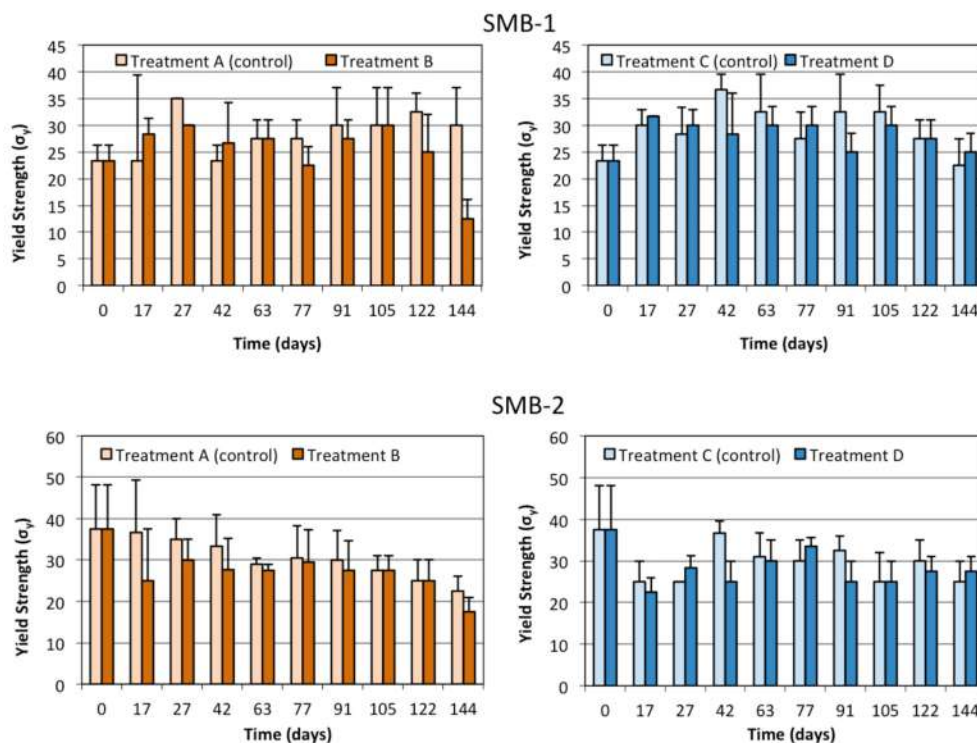 SMB-1
Treatment A (control) Treatment B
Yield Strength (σy)
45
40
35
30
25
20
15
10
5
0
0 17 27 42 63 77 91 105 122 144
Time (days)
Treatment C (control) Treatment D
Yield Strength (σy)
45
40
35
30
25
20
15
10
5
0
0 17 27 42 63 77 91 105 122 144
Time (days)
SMB-2
Treatment A (control) Treatment B
Yield Strength (σy)
60
50
40
30
20
10
0
0 17 27 42 63 77 91 105 122 144
Time (days)
Treatment C (control) Treatment D
Yield Strength (σy)
60
50
40
30
20
10
0
0 17 27 42 63 77 91 105 122 144
Time (days)